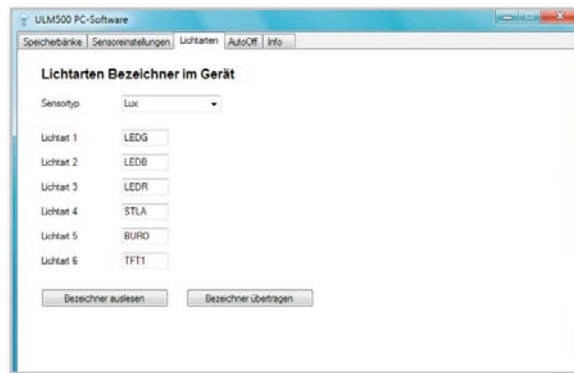 ULM500 PC-Software
Speicherbänke Sensoreinstellungen Lichtarten AutoOff Info
Lichtarten Bezeichner im Gerät
Sensortyp Lux
Lichtart 1 LEDG
Lichtart 2 LEDB
Lichtart 3 LEDR
Lichtart 4 STLA
Lichtart 5 BURO
Lichtart 6 TFT1
Bezeichner auslesen Bezeichner übertragen